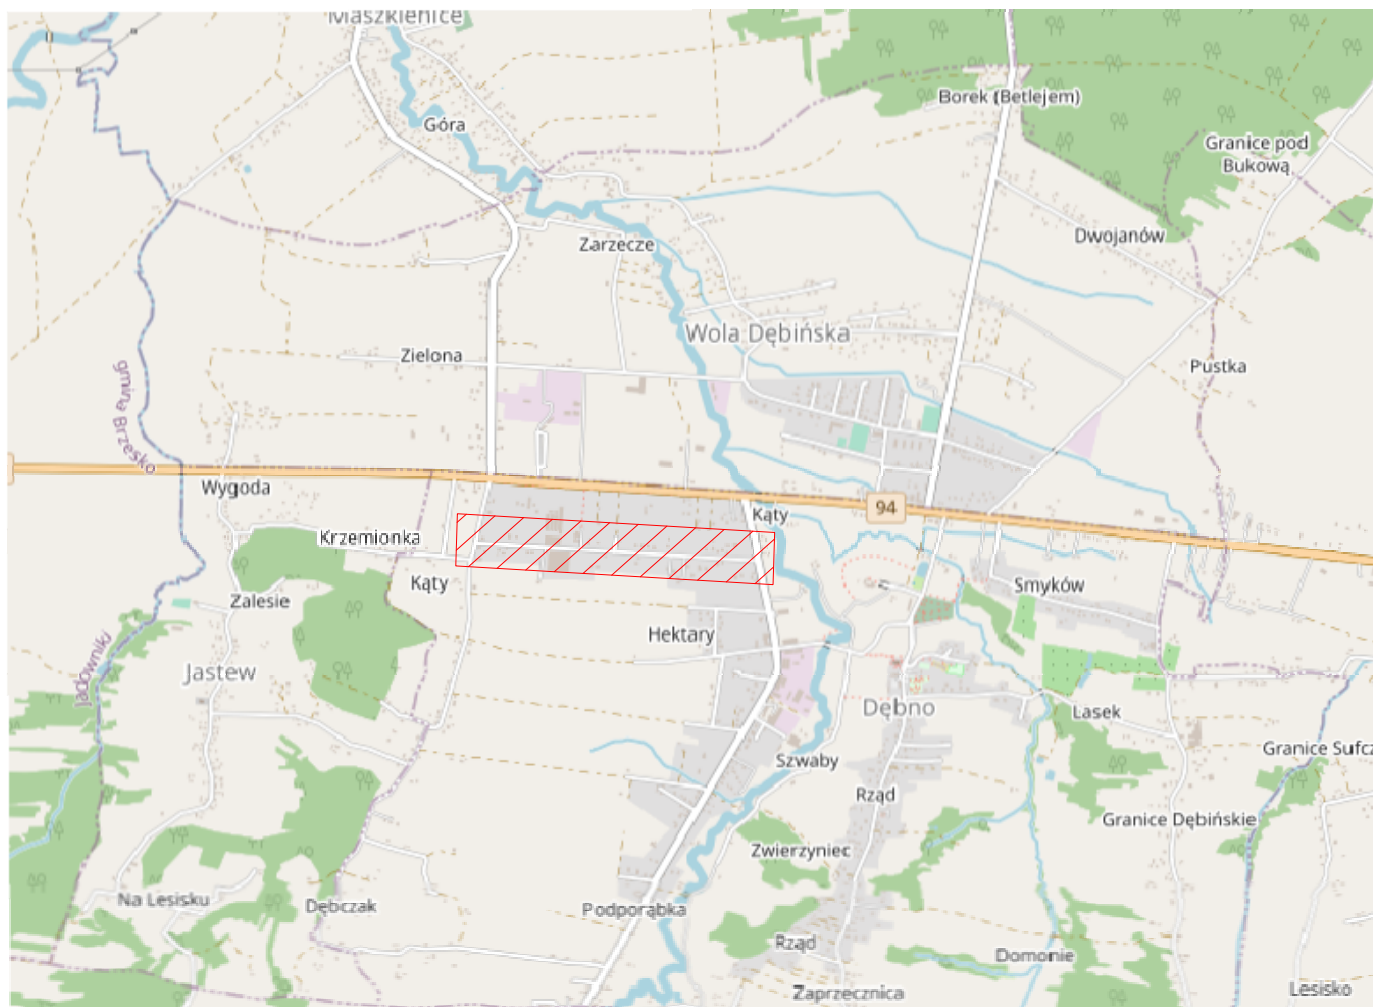 Maszkienice
Borek (Betlejem)
Góra
Granice pod
Bukową
Dwojanów
Zarzecze
Wola Dębińska
Zielona
Pustka
gmina Brzesko
Wygoda
94
Kąty
Krzemionka
Kąty
Smyków
Zalesie
Hektary
Jadowniki
Jastew
Dębno
Lasek
Granice Sufcz
Szwaby
Rząd
Granice Dębińskie
Zwierzyniec
Na Lesisku
Dębczak
Podporąbka
Rząd
Domonie
Zaprzecznica
Lesisko